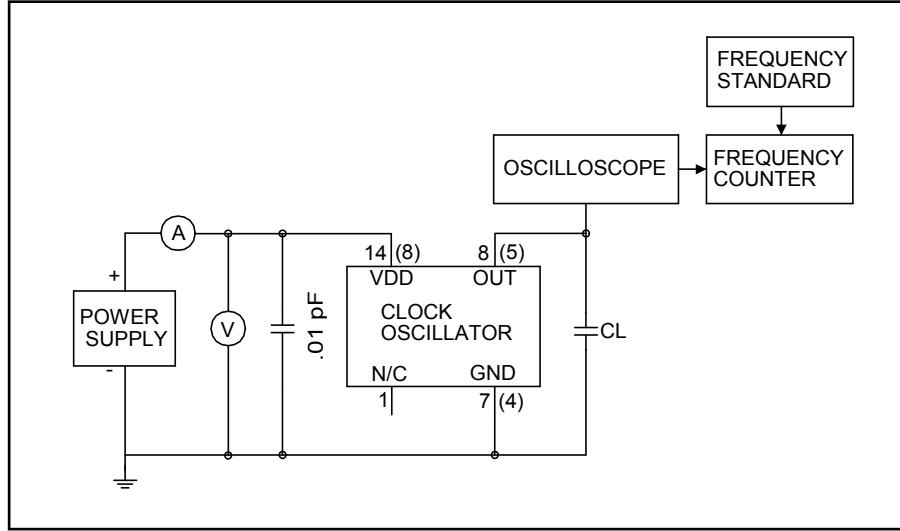 FREQUENCY
STANDARD
OSCILLOSCOPE
FREQUENCY
COUNTER
A
14 (8)
8 (5)
+
VDD
OUT
POWER
SUPPLY
V
.01 pF
CLOCK
OSCILLATOR
CL
-
N/C
GND
1
7 (4)